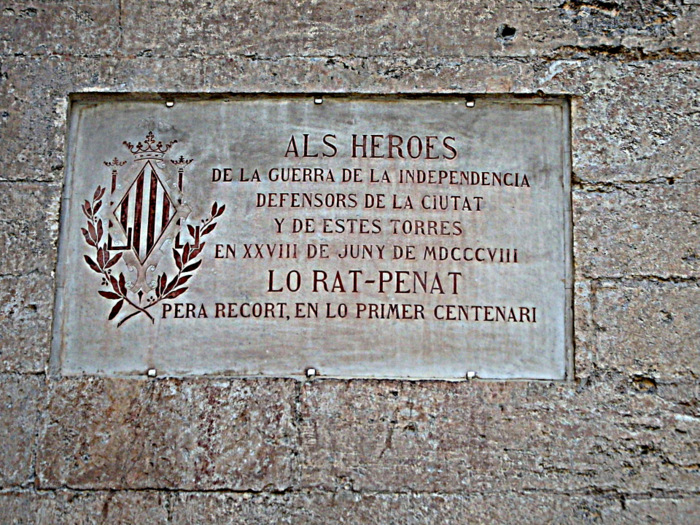 ALS HEROES
DE LA GUERRA DE LA INDEPENDENCIA
DEFENSORS DE LA CIUTAT
Y DE ESTES TORRES
EN XXVIII DE JUNY DE MDCCCVIII
LO RAT-PENAT
PERA RECORT, EN LO PRIMER CENTENARI